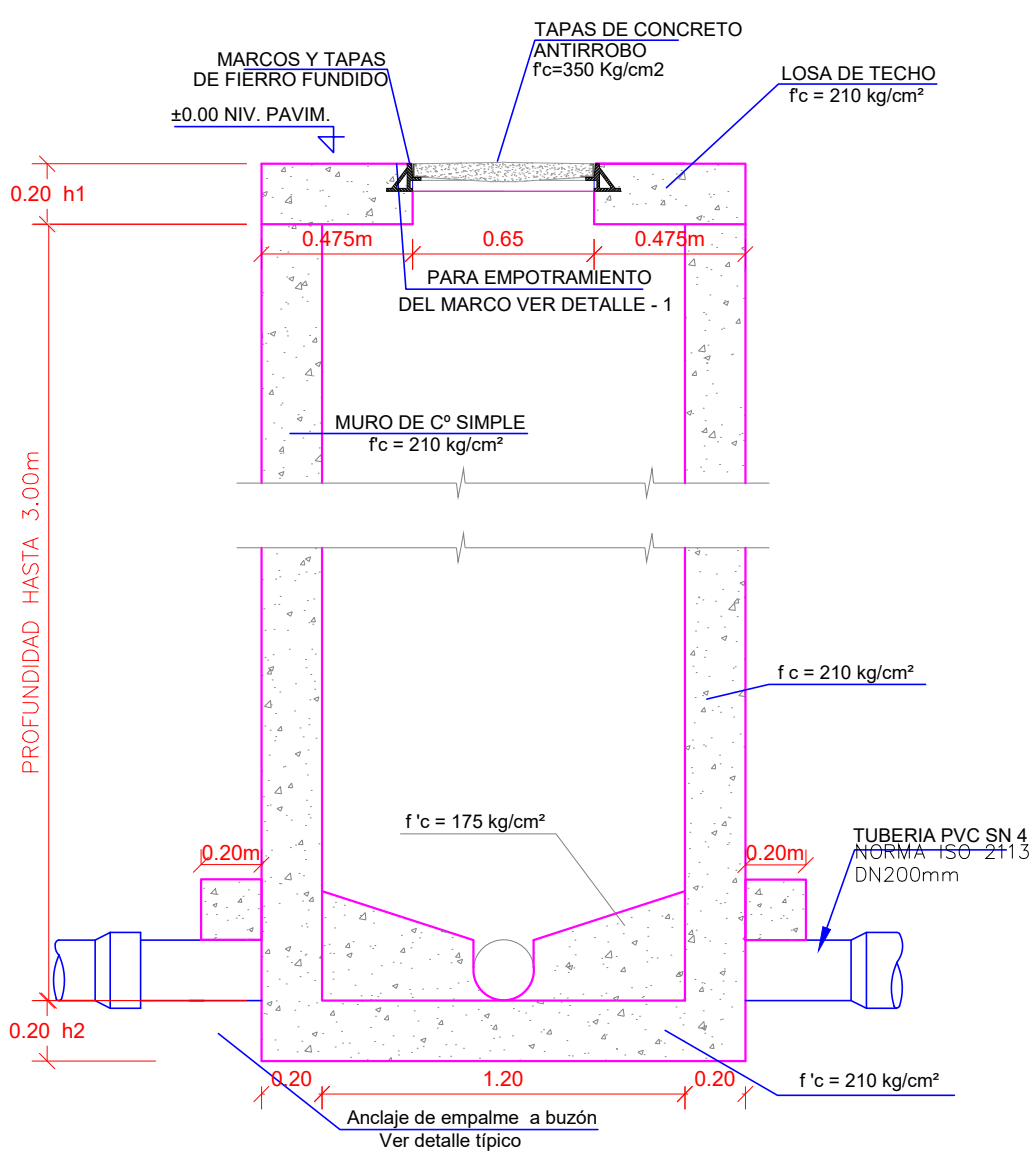 TAPAS DE CONCRETO
ANTIRROBO
f'c=350 Kg/cm2
MARCOS Y TAPAS
DE FIERRO FUNDIDO
LOSA DE TECHO
f'c = 210 kg/cm²
±0.00 NIV. PAVIM.
0.20 h1
0.475m
0.65
0.475m
PARA EMPOTRAMIENTO
DEL MARCO VER DETALLE - 1
MURO DE Cº SIMPLE
f'c = 210 kg/cm²
PROFUNDIDAD HASTA 3.00m
f c = 210 kg/cm²
f 'c = 175 kg/cm²
TUBERIA PVC SN 4
NORMA ISO 2113
DN200mm
0.20m
0.20m
0.20 h2
0.20
1.20
0.20
f 'c = 210 kg/cm²
Anclaje de empalme a buzón
Ver detalle típico